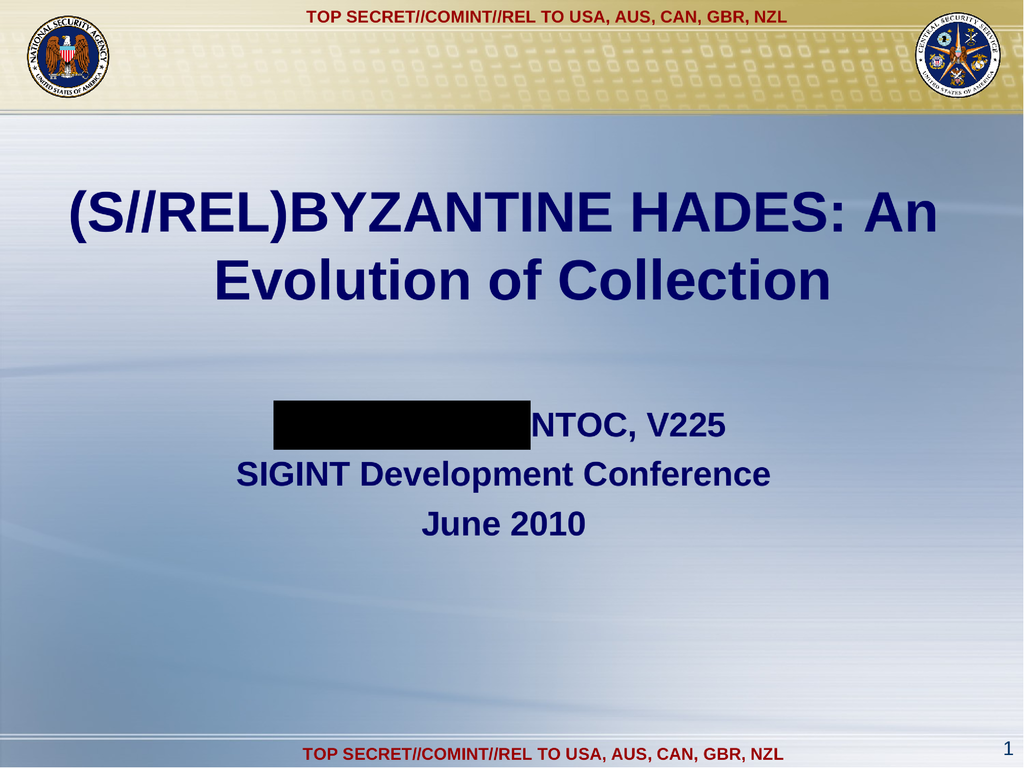 TOP SECRET//COMINT//REL TO USA, AUS, CAN, GBR, NZL
NATIONAL SECURITY AGENCY
UNITED STATES OF AMERICA
CENTRAL SECURITY SERVICE
UNITED STATES OF AMERICA
(S//REL)BYZANTINE HADES: An
Evolution of Collection
NTOC, V225
SIGINT Development Conference
June 2010
TOP SECRET//COMINT//REL TO USA, AUS, CAN, GBR, NZL
1